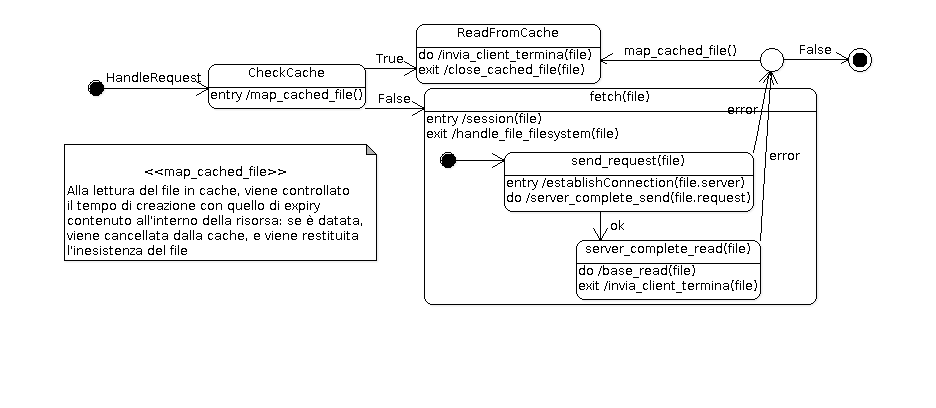 HandleRequest
CheckCache
entry /map_cached_file()
True
False
ReadFromCache
do /invia_client_termina(file)
exit /close_cached_file(file)
map_cached_file()
False
fetch(file)
entry /session(file)
exit /handle_file_filesystem(file)
error
send_request(file)
entry /establishConnection(file.server)
do /server_complete_send(file.request)
error
ok
server_complete_read(file)
do /base_read(file)
exit /invia_client_termina(file)
<<map_cached_file>>
Alla lettura del file in cache, viene controllato
il tempo di creazione con quello di expiry
contenuto all'interno della risorsa: se è datata,
viene cancellata dalla cache, e viene restituita
l'inesistenza del file